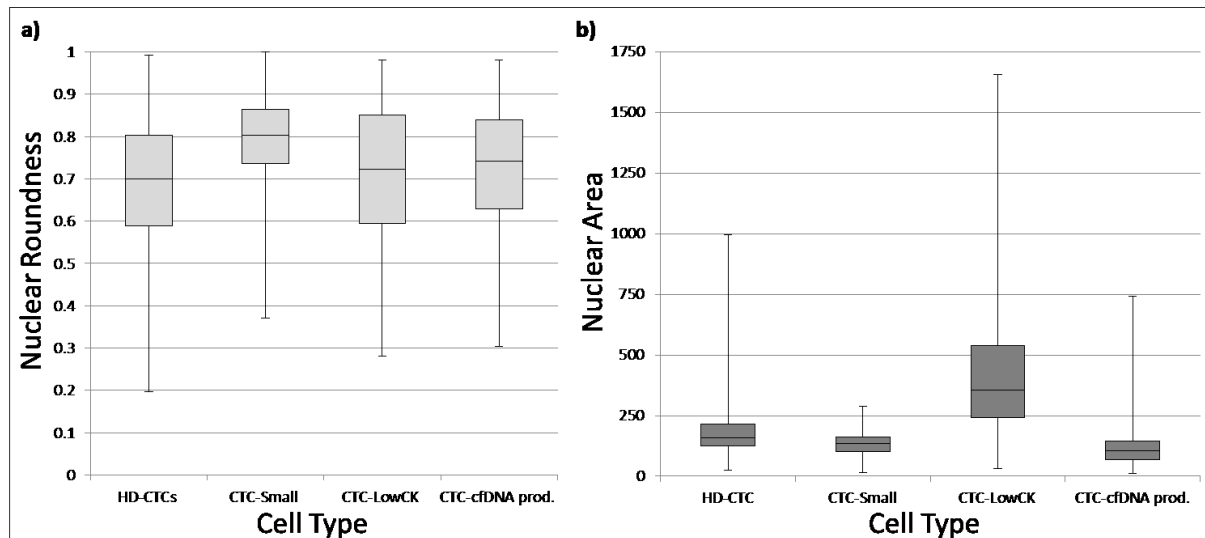 a)
Nuclear Roundness
1
0.9
0.8
0.7
0.6
0.5
0.4
0.3
0.2
0.1
0
HD-CTCs CTC-Small CTC-LowCK CTC-cfDNA prod.
Cell Type
b)
Nuclear Area
1750
1500
1250
1000
750
500
250
0
HD-CTC CTC-Small CTC-LowCK CTC-cfDNA prod.
Cell Type